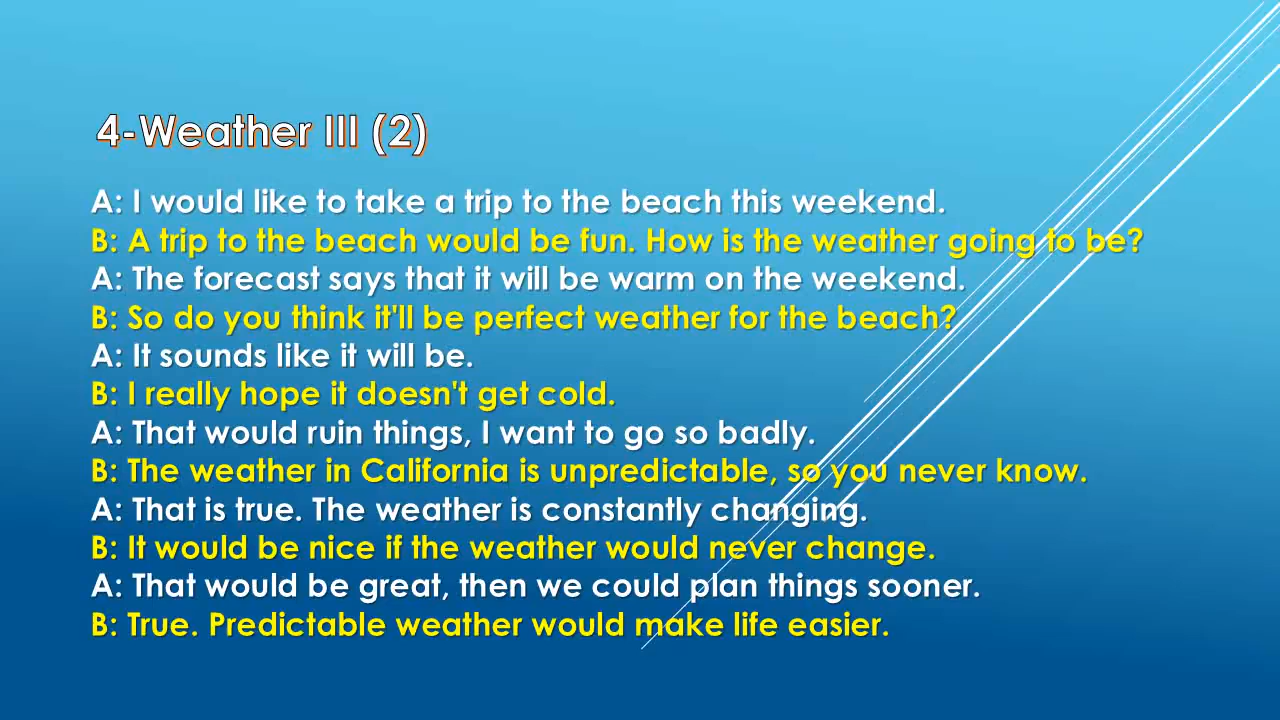 4-Weather III (2)
A: I would like to take a trip to the beach this weekend.
B: A trip to the beach would be fun. How is the weather going to be?
A: The forecast says that it will be warm on the weekend.
B: So do you think it'll be perfect weather for the beach?
A: It sounds like it will be.
B: I really hope it doesn't get cold.
A: That would ruin things, I want to go so badly.
B: The weather in California is unpredictable, so you never know.
A: That is true. The weather is constantly changing.
B: It would be nice if the weather would never change.
A: That would be great, then we could plan things sooner.
B: True. Predictable weather would make life easier.